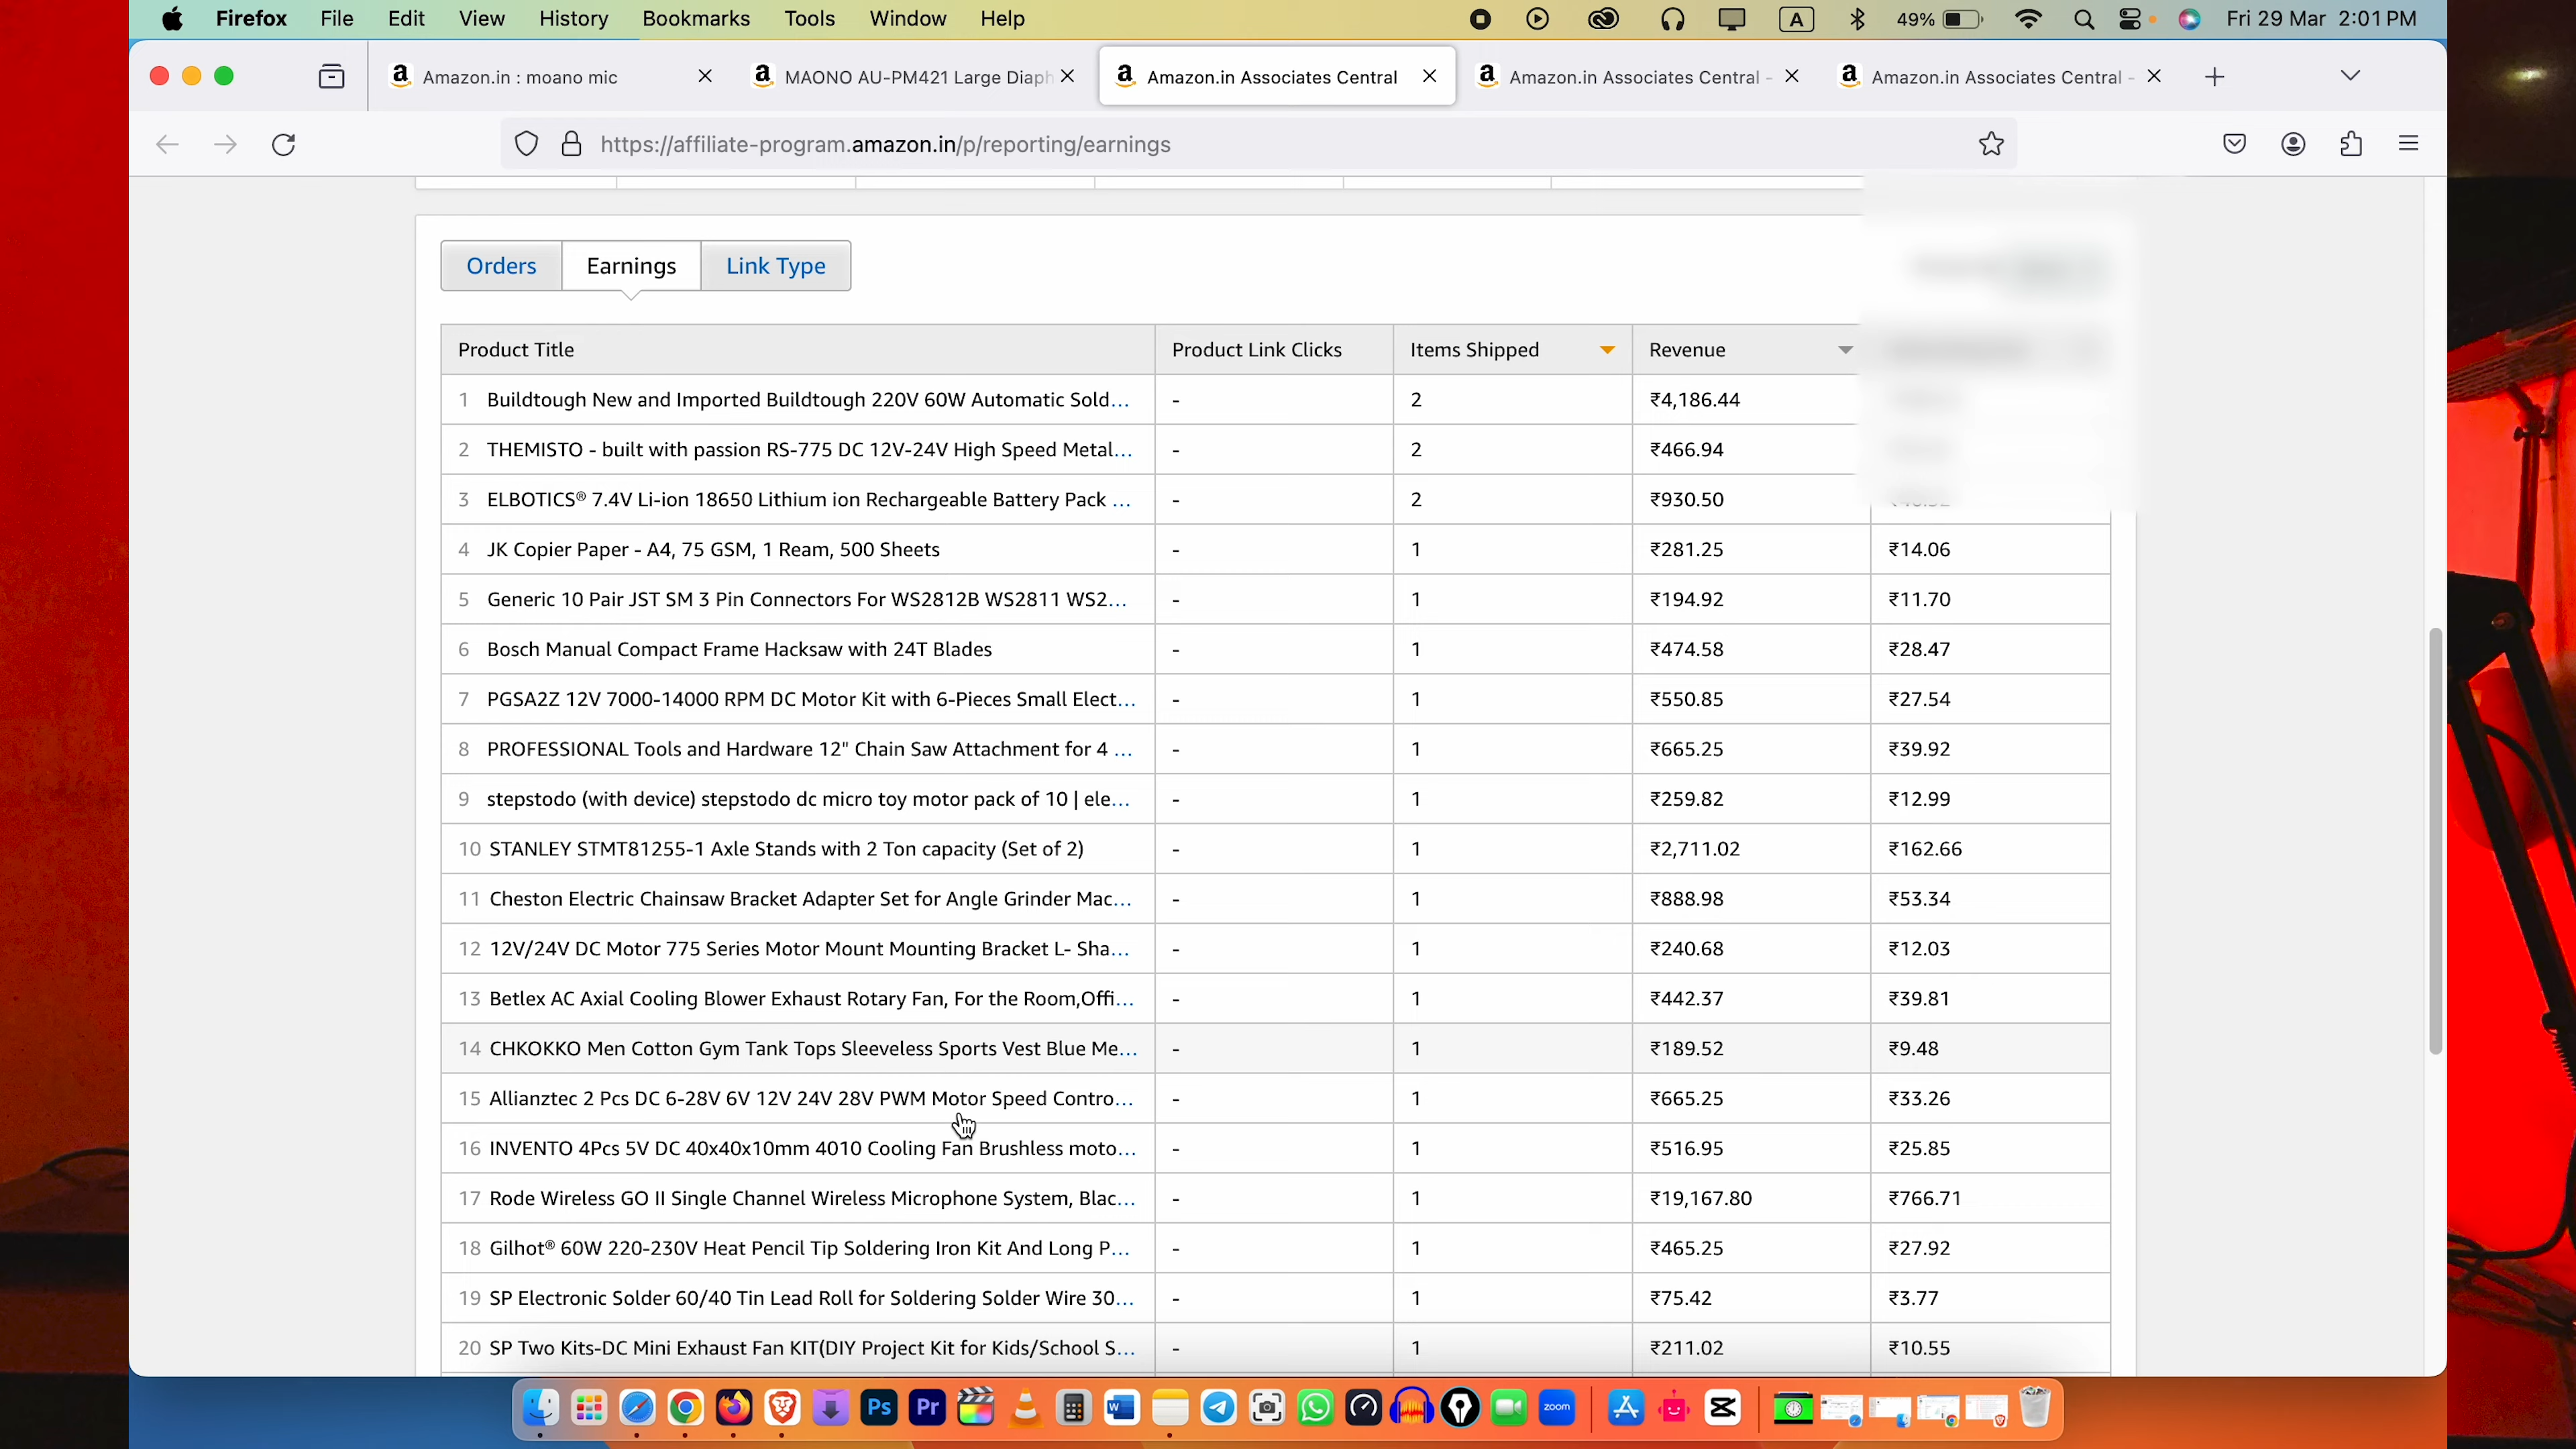 Firefox File Edit View History Bookmarks Tools Window Help A 49% Fri 29 Mar 2:01 PM
Amazon.in : moano mic MAONO AU-PM421 Large Diaph Amazon.in Associates Central Amazon.in Associates Central - Amazon.in Associates Central -
https://affiliate-program.amazon.in/p/reporting/earnings
Orders Earnings Link Type
Product Title Product Link Clicks Items Shipped Revenue
1 Buildtough New and Imported Buildtough 220V 60W Automatic Sold... - 2 ₹4,186.44
2 THEMISTO - built with passion RS-775 DC 12V-24V High Speed Metal... - 2 ₹466.94
3 ELBOTICS® 7.4V Li-ion 18650 Lithium ion Rechargeable Battery Pack ... - 2 ₹930.50
4 JK Copier Paper - A4, 75 GSM, 1 Ream, 500 Sheets - 1 ₹281.25 ₹14.06
5 Generic 10 Pair JST SM 3 Pin Connectors For WS2812B WS2811 WS2... - 1 ₹194.92 ₹11.70
6 Bosch Manual Compact Frame Hacksaw with 24T Blades - 1 ₹474.58 ₹28.47
7 PGSA2Z 12V 7000-14000 RPM DC Motor Kit with 6-Pieces Small Elect... - 1 ₹550.85 ₹27.54
8 PROFESSIONAL Tools and Hardware 12" Chain Saw Attachment for 4 ... - 1 ₹665.25 ₹39.92
9 stepstodo (with device) stepstodo dc micro toy motor pack of 10 | ele... - 1 ₹259.82 ₹12.99
10 STANLEY STMT81255-1 Axle Stands with 2 Ton capacity (Set of 2) - 1 ₹2,711.02 ₹162.66
11 Cheston Electric Chainsaw Bracket Adapter Set for Angle Grinder Mac... - 1 ₹888.98 ₹53.34
12 12V/24V DC Motor 775 Series Motor Mount Mounting Bracket L- Sha... - 1 ₹240.68 ₹12.03
13 Betlex AC Axial Cooling Blower Exhaust Rotary Fan, For the Room,Offi... - 1 ₹442.37 ₹39.81
14 CHKOKKO Men Cotton Gym Tank Tops Sleeveless Sports Vest Blue Me... - 1 ₹189.52 ₹9.48
15 Allianztec 2 Pcs DC 6-28V 6V 12V 24V 28V PWM Motor Speed Contro... - 1 ₹665.25 ₹33.26
16 INVENTO 4Pcs 5V DC 40x40x10mm 4010 Cooling Fan Brushless moto... - 1 ₹516.95 ₹25.85
17 Rode Wireless GO II Single Channel Wireless Microphone System, Blac... - 1 ₹19,167.80 ₹766.71
18 Gilhot® 60W 220-230V Heat Pencil Tip Soldering Iron Kit And Long P... - 1 ₹465.25 ₹27.92
19 SP Electronic Solder 60/40 Tin Lead Roll for Soldering Solder Wire 30... - 1 ₹75.42 ₹3.77
20 SP Two Kits-DC Mini Exhaust Fan KIT(DIY Project Kit for Kids/School S... - 1 ₹211.02 ₹10.55
Ps Pr W zoom